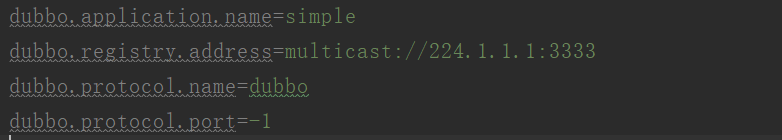 dubbo.application.name=simple
dubbo.registry.address=multicast://224.1.1.1:3333
dubbo.protocol.name=dubbo
dubbo.protocol.port=-1